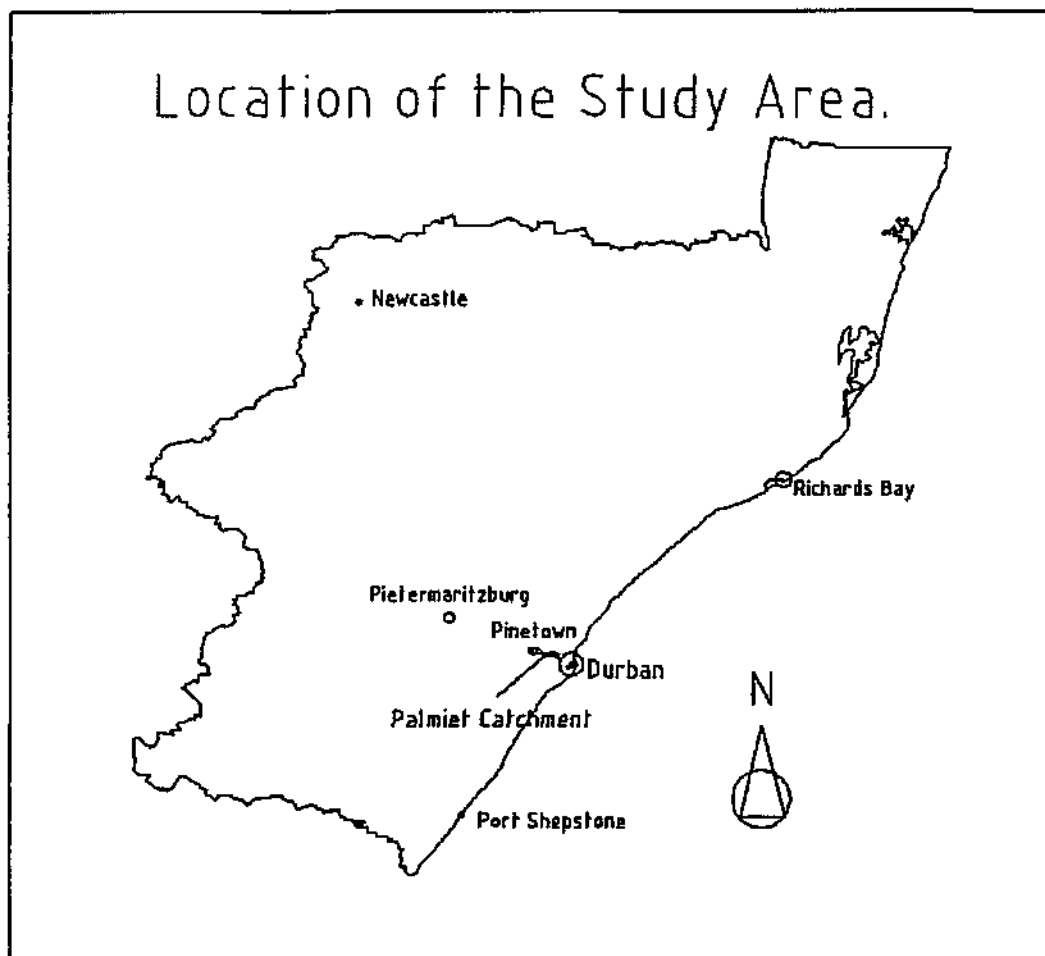 Location of the Study Area.
Newcastle
Richards Bay
Pietermaritzburg
Pinetown
Durban
Palmiet Catchment
N
Port Shepstone